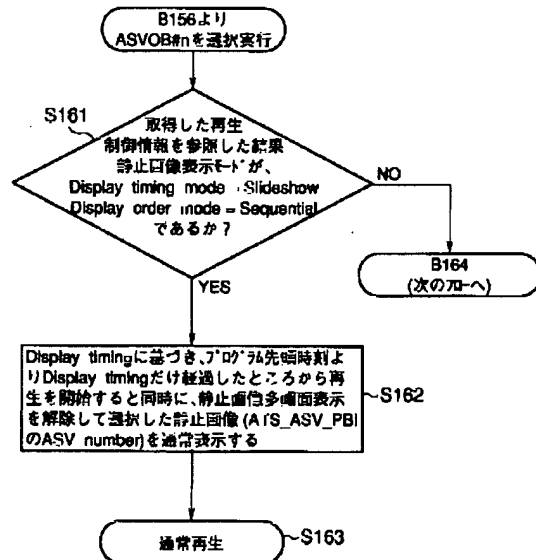 B156より
ASVOB#nを選択実行
S161
取得した再生
制御情報を参照した結果
静止画像表示モードが、
Display timing mode = Slideshow
Display order mode = Sequential
であるか？
NO
B164
(次のフローへ)
YES
Display timingに基づき、プログラム先頭時刻よ
りDisplay timingだけ経過したところから再
生を開始すると同時に、静止画像多画面表示
を解除して選択した静止画像 (ATS_ASV_PBI
のASV number)を通常表示する
S162
通常再生
S163